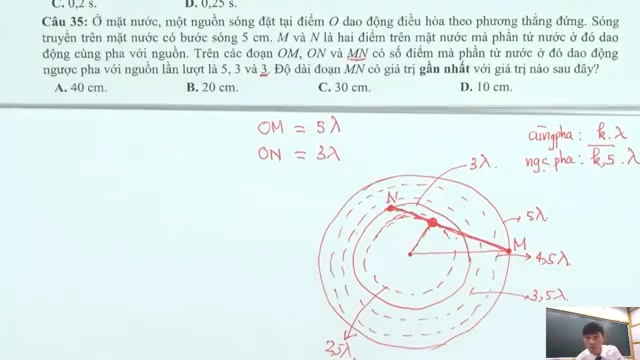 C. 0,2 s.
D. 0,25 s.
Câu 35: Ở mặt nước, một nguồn sóng đặt tại điểm O dao động điều hòa theo phương thẳng đứng. Sóng
truyền trên mặt nước có bước sóng 5 cm. M và N là hai điểm trên mặt nước mà phần tử nước ở đó dao
động cùng pha với nguồn. Trên các đoạn OM, ON và MN có số điểm mà phần tử nước ở đó dao động
ngược pha với nguồn lần lượt là 5, 3 và 3. Độ dài đoạn MN có giá trị gần nhất với giá trị nào sau đây?
A. 40 cm.
B. 20 cm.
C. 30 cm.
D. 10 cm.
OM = 5λ
ON = 3λ
cùng pha : k.λ
ngc pha : k,5.λ
3λ.
N
5λ
M
4,5λ
3,5λ
2,5λ